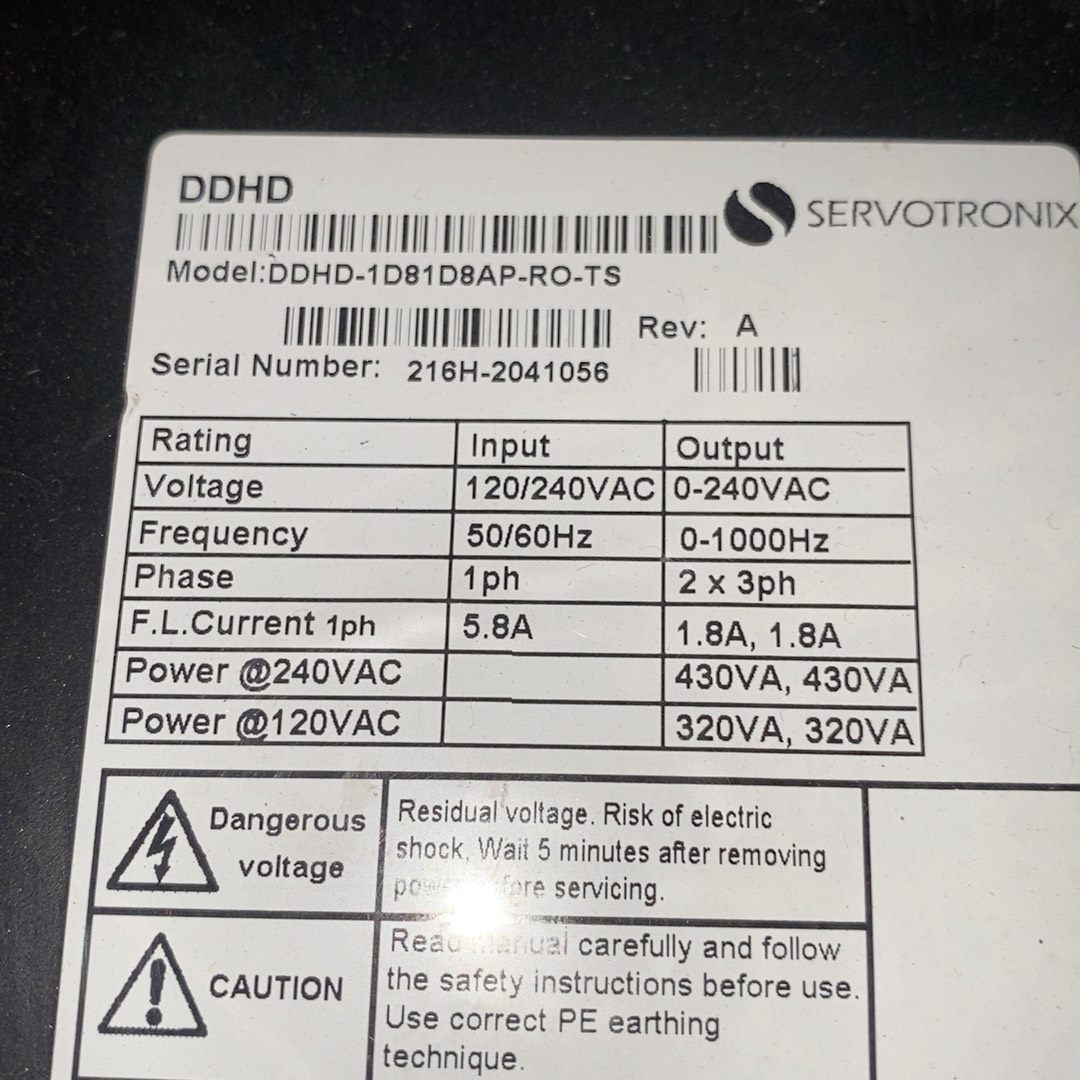 DDHD
SERVOTRONIX
Model:DDHD-1D81D8AP-RO-TS
Rev: A
Serial Number: 216H-2041056
Rating Input Output
Voltage 120/240VAC 0-240VAC
Frequency 50/60Hz 0-1000Hz
Phase 1ph 2 x 3ph
F.L.Current 1ph 5.8A 1.8A, 1.8A
Power @240VAC 430VA, 430VA
Power @120VAC 320VA, 320VA
Dangerous
voltage
Residual voltage. Risk of electric
shock, Wait 5 minutes after removing
servicing.
CAUTION
Read manual carefully and follow
the safety instructions before use.
Use correct PE earthing
technique.